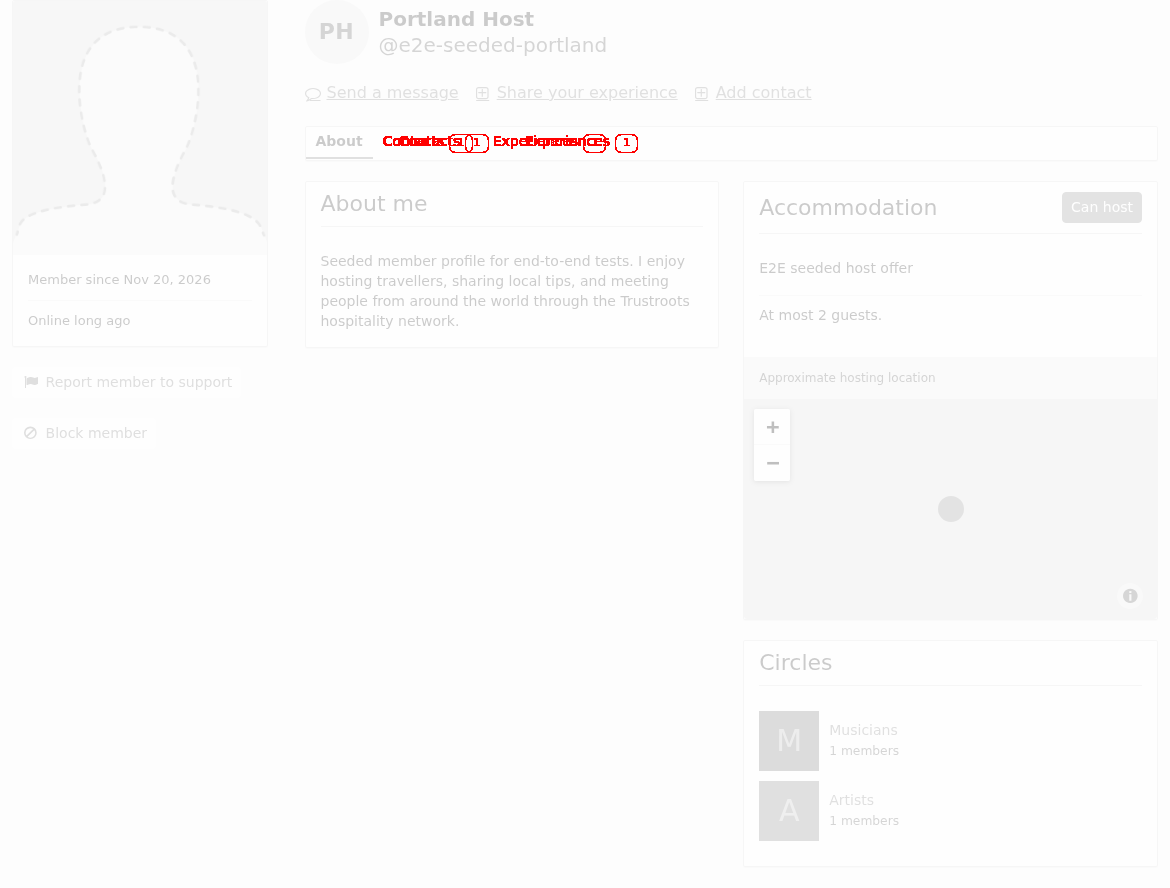 PH
Portland Host
@e2e-seeded-portland
Send a message
Share your experience
Add contact
About
1
1
About me
Seeded member profile for end-to-end tests. I enjoy
hosting travellers, sharing local tips, and meeting
people from around the world through the Trustroots
hospitality network.
Member since Nov 20, 2026
Online long ago
Report member to support
Block member
Accommodation
Can host
E2E seeded host offer
At most 2 guests.
Approximate hosting location
+
−
Circles
M
Musicians
1 members
A
Artists
1 members